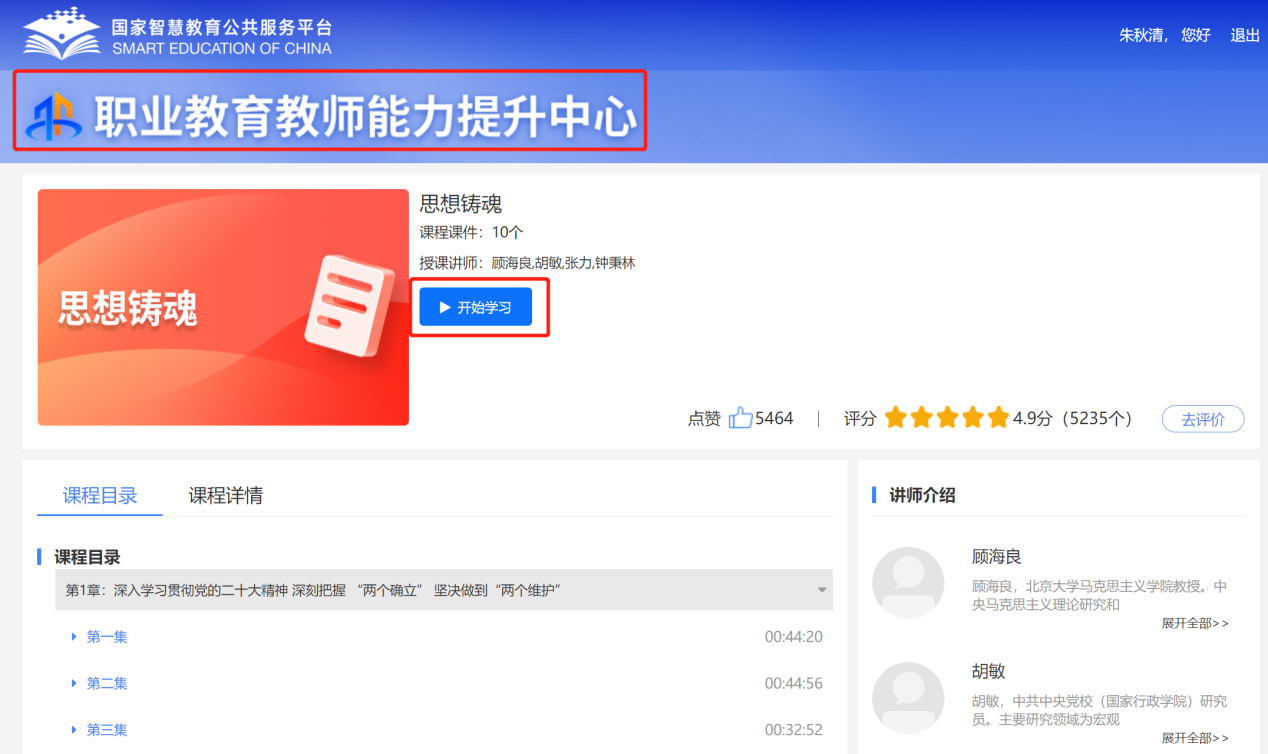 国家智慧教育公共服务平台
SMART EDUCATION OF CHINA
朱秋清，您好 退出
职业教育教师能力提升中心
思想铸魂
思想铸魂
课程课件：10个
授课讲师：顾海良,胡敏,张力,钟秉林
开始学习
点赞 5464 | 评分 4.9分（5235个） 去评价
课程目录 课程详情
课程目录
第1章：深入学习贯彻党的二十大精神 深刻把握 “两个确立” 坚决做到 “两个维护”
第一集 00:44:20
第二集 00:44:56
第三集 00:32:52
讲师介绍
顾海良
顾海良，北京大学马克思主义学院教授。中
央马克思主义理论研究和
展开全部>>
胡敏
胡敏，中共中央党校（国家行政学院）研究
员。主要研究领域为宏观
展开全部>>